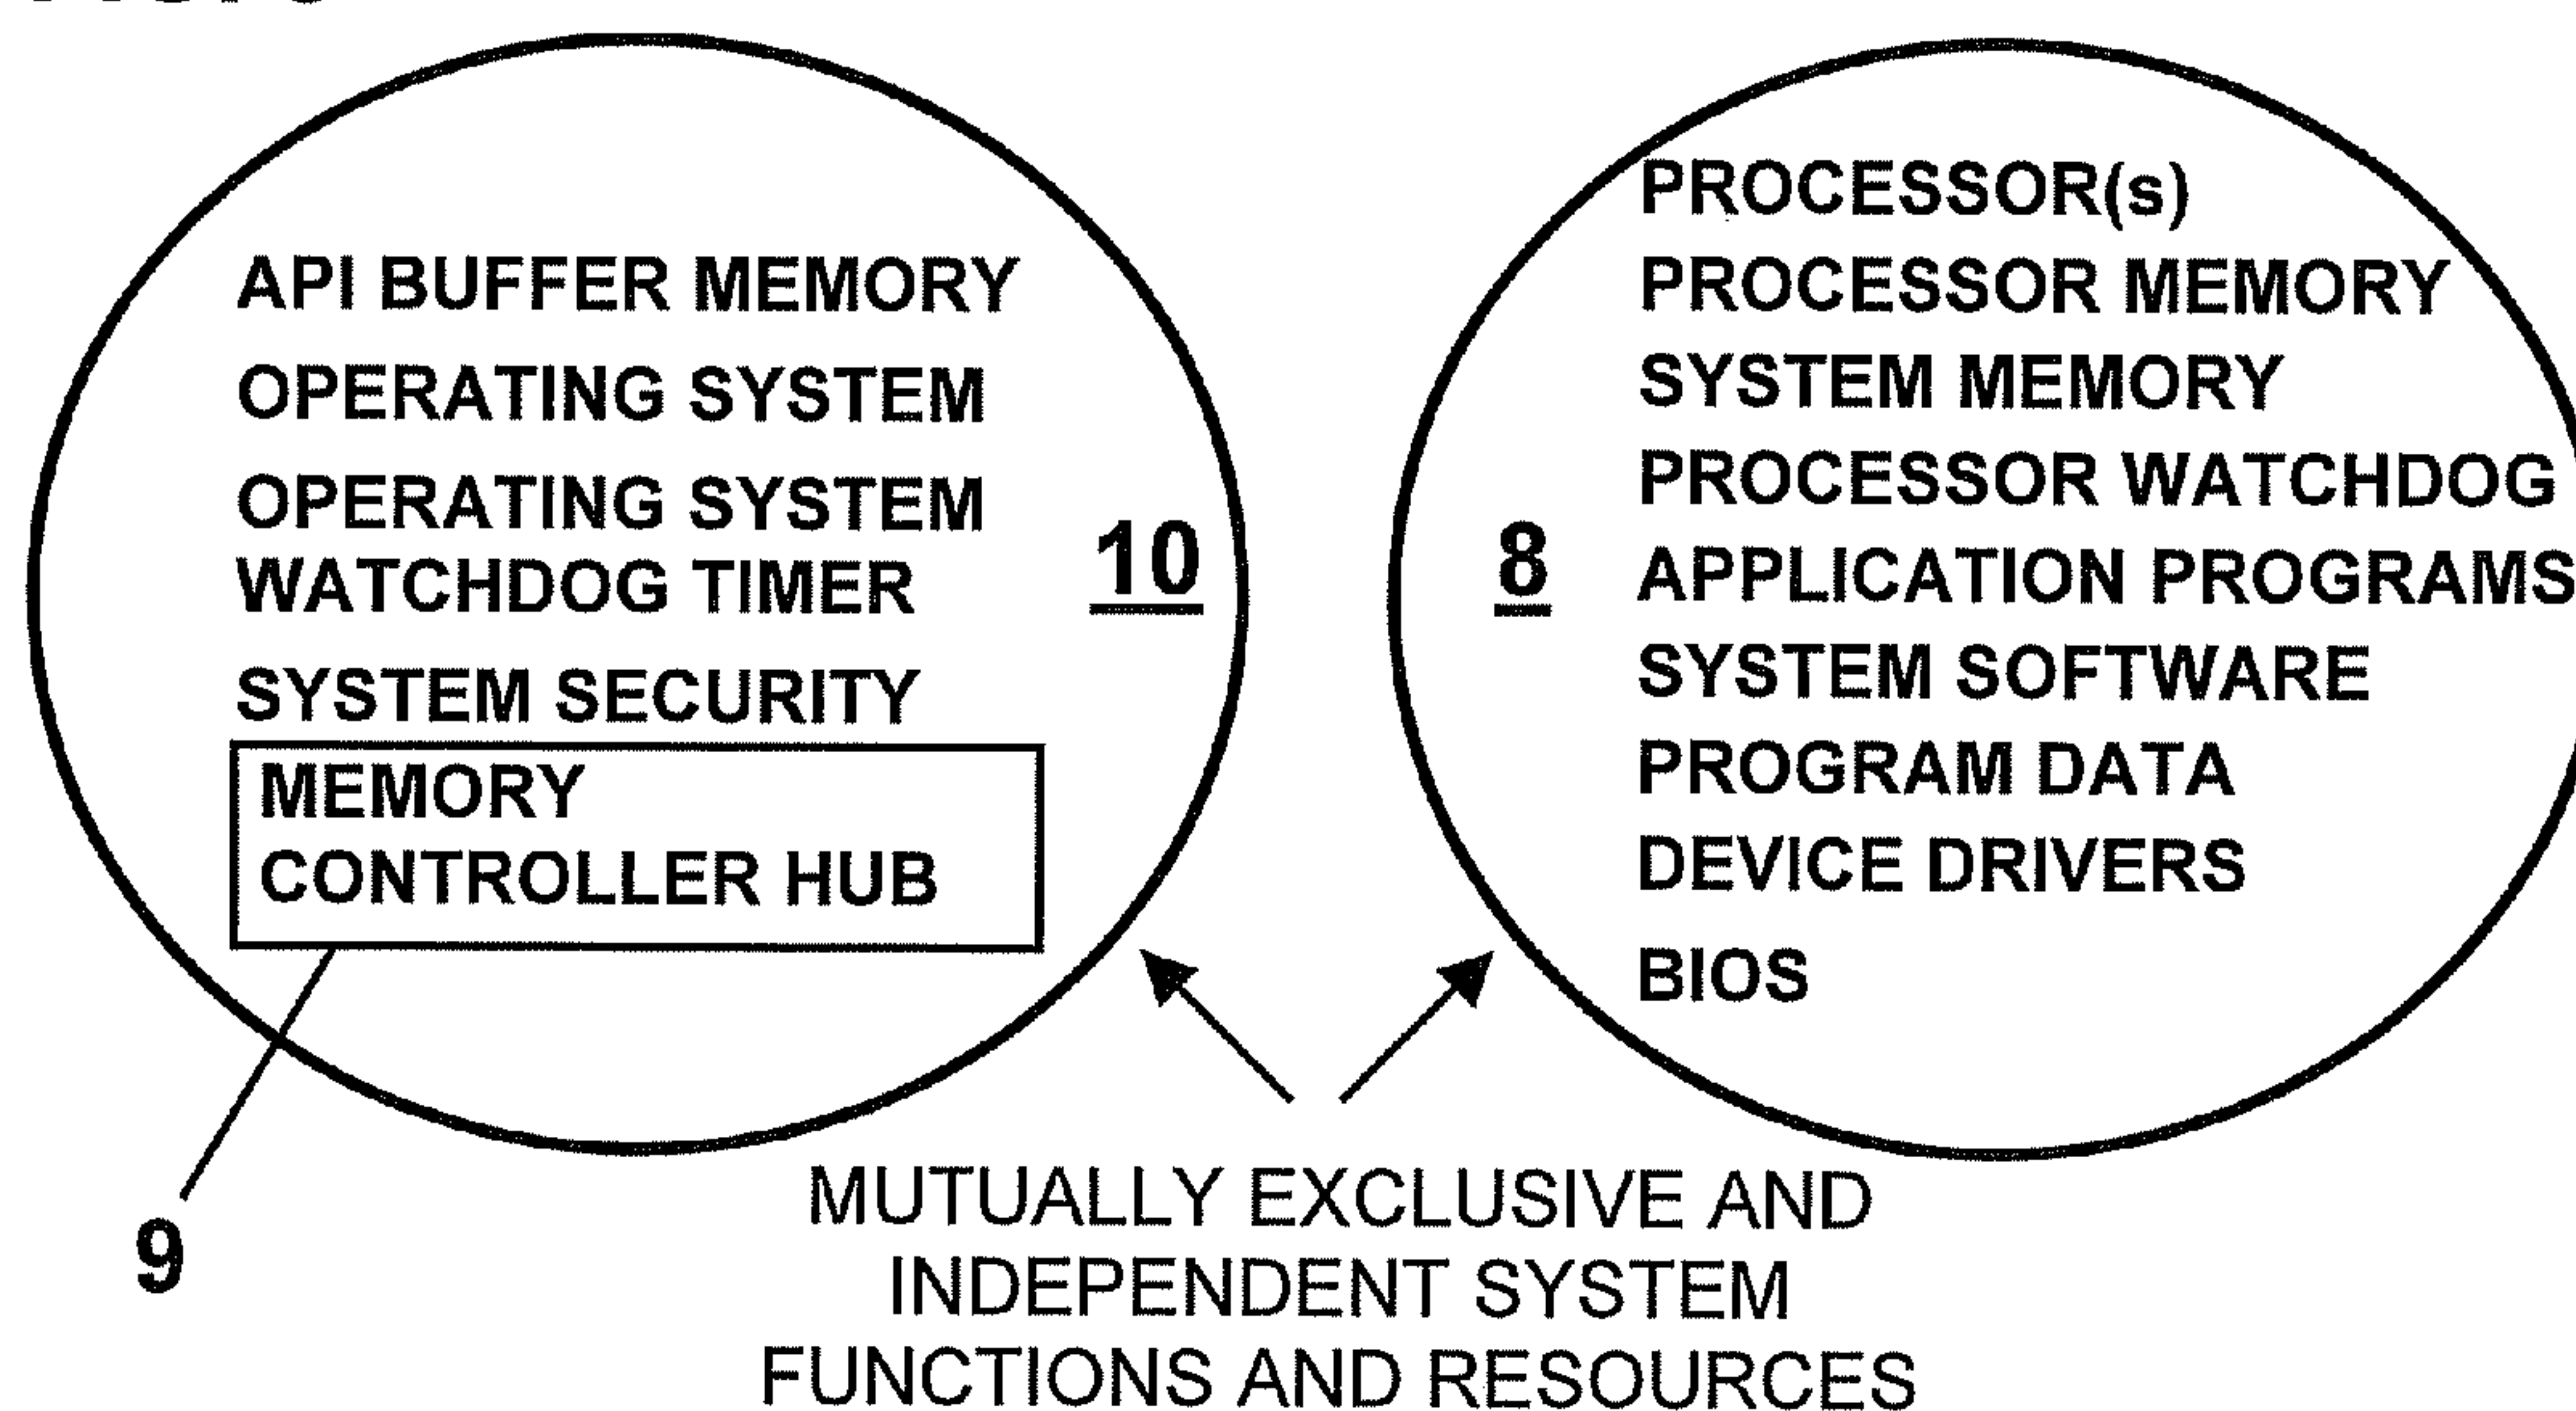 API BUFFER MEMORY
OPERATING SYSTEM
OPERATING SYSTEM
WATCHDOG TIMER
SYSTEM SECURITY
MEMORY
CONTROLLER HUB
10
9
8
PROCESSOR(s)
PROCESSOR MEMORY
SYSTEM MEMORY
PROCESSOR WATCHDOG
APPLICATION PROGRAMS
SYSTEM SOFTWARE
PROGRAM DATA
DEVICE DRIVERS
BIOS
MUTUALLY EXCLUSIVE AND
INDEPENDENT SYSTEM
FUNCTIONS AND RESOURCES